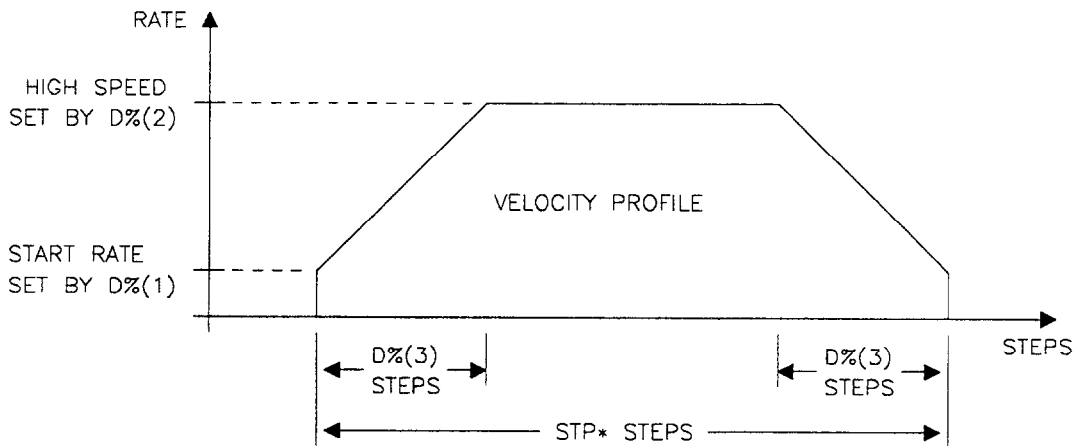 RATE
HIGH SPEED
SET BY D%(2)
VELOCITY PROFILE
START RATE
SET BY D%(1)
STEPS
D%(3)
STEPS
D%(3)
STEPS
STP* STEPS